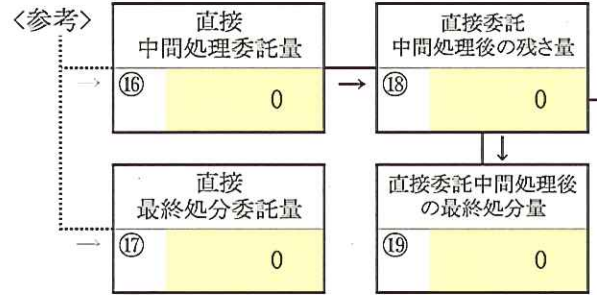 〈参考〉
直接
中間処理委託量
⑯
0
→
直接委託
中間処理後の残さ量
⑱
0
↓
直接
最終処分委託量
⑰
0
直接委託中間処理後
の最終処分量
⑲
0